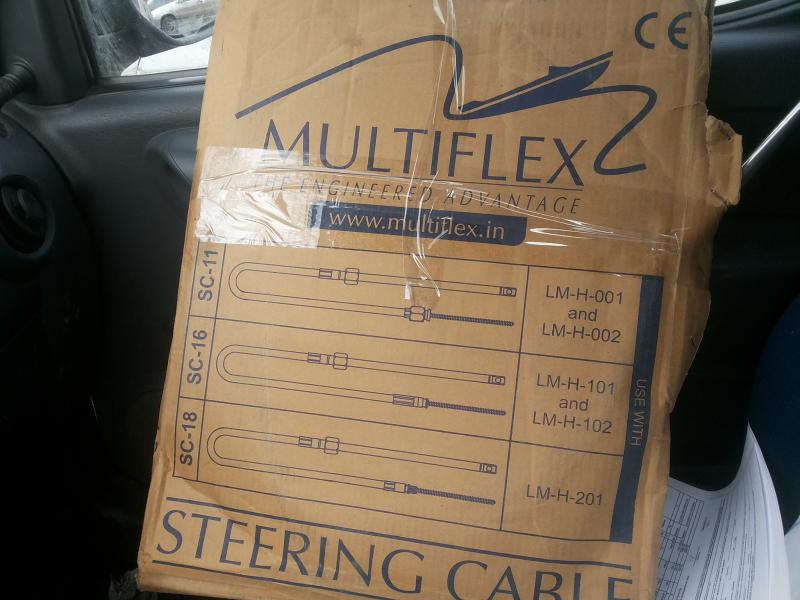 CE
MULTIFLEX
THE ENGINEERED ADVANTAGE
www.multiflex.in
SC-11
LM-H-001
and
LM-H-002
SC-16
LM-H-101
and
LM-H-102
SC-18
LM-H-201
USE WITH
STEERING CABLE